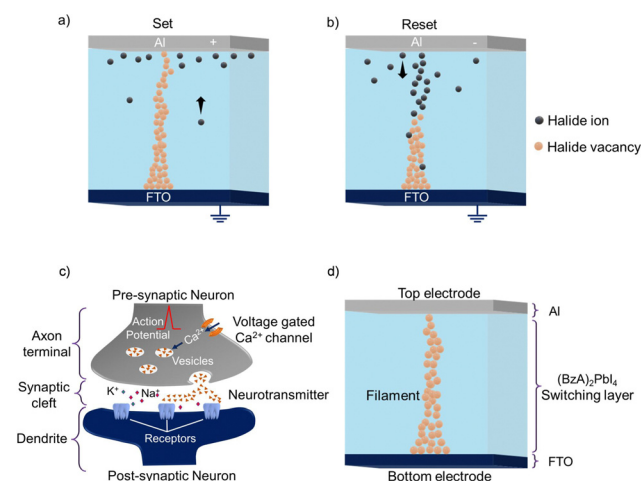 a)
Set
Al
+
FTO
b)
Reset
Al
-
FTO
Halide ion
Halide vacancy
c)
Pre-synaptic Neuron
Axon
terminal
Action
Potential
Ca²⁺
Voltage gated
Ca²⁺ channel
Vesicles
Synaptic
cleft
K⁺
Na⁺
Neurotransmitter
Dendrite
Receptors
Post-synaptic Neuron
d)
Top electrode
Al
Filament
(BzA)₂PbI₄
Switching layer
FTO
Bottom electrode